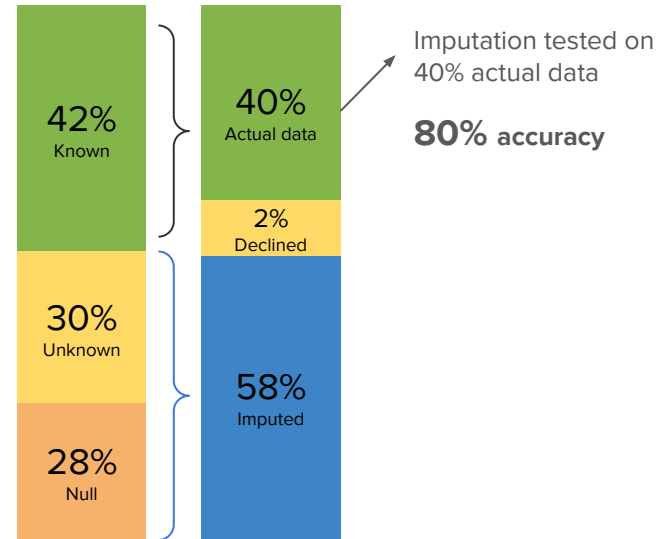 42%
Known
30%
Unknown
28%
Null
40%
Actual data
2%
Declined
58%
Imputed
Imputation tested on
40% actual data
80% accuracy